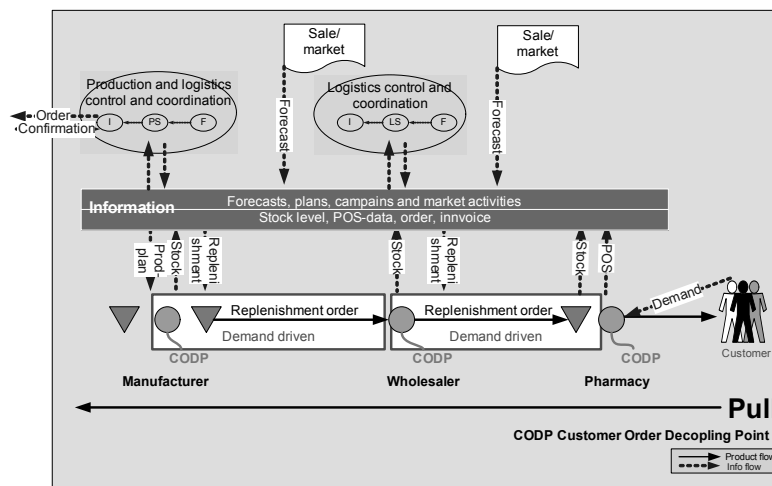 Sale/
market
Sale/
market
Production and logistics
control and coordination
I
PS
F
Logistics control and
coordination
I
LS
F
Order
Confirmation
Forecast
Forecast
Information
Forecasts, plans, campains and market activities
Stock level, POS-data, order, innvoice
Prod-
plan
Stock
Repleni
shment
Stock
Repleni
shment
Stock
POS
Demand
Replenishment order
Demand driven
Replenishment order
Demand driven
Customer
CODP
CODP
CODP
Manufacturer
Wholesaler
Pharmacy
Pul
CODP Customer Order Decopling Point
Product flow
Info flow